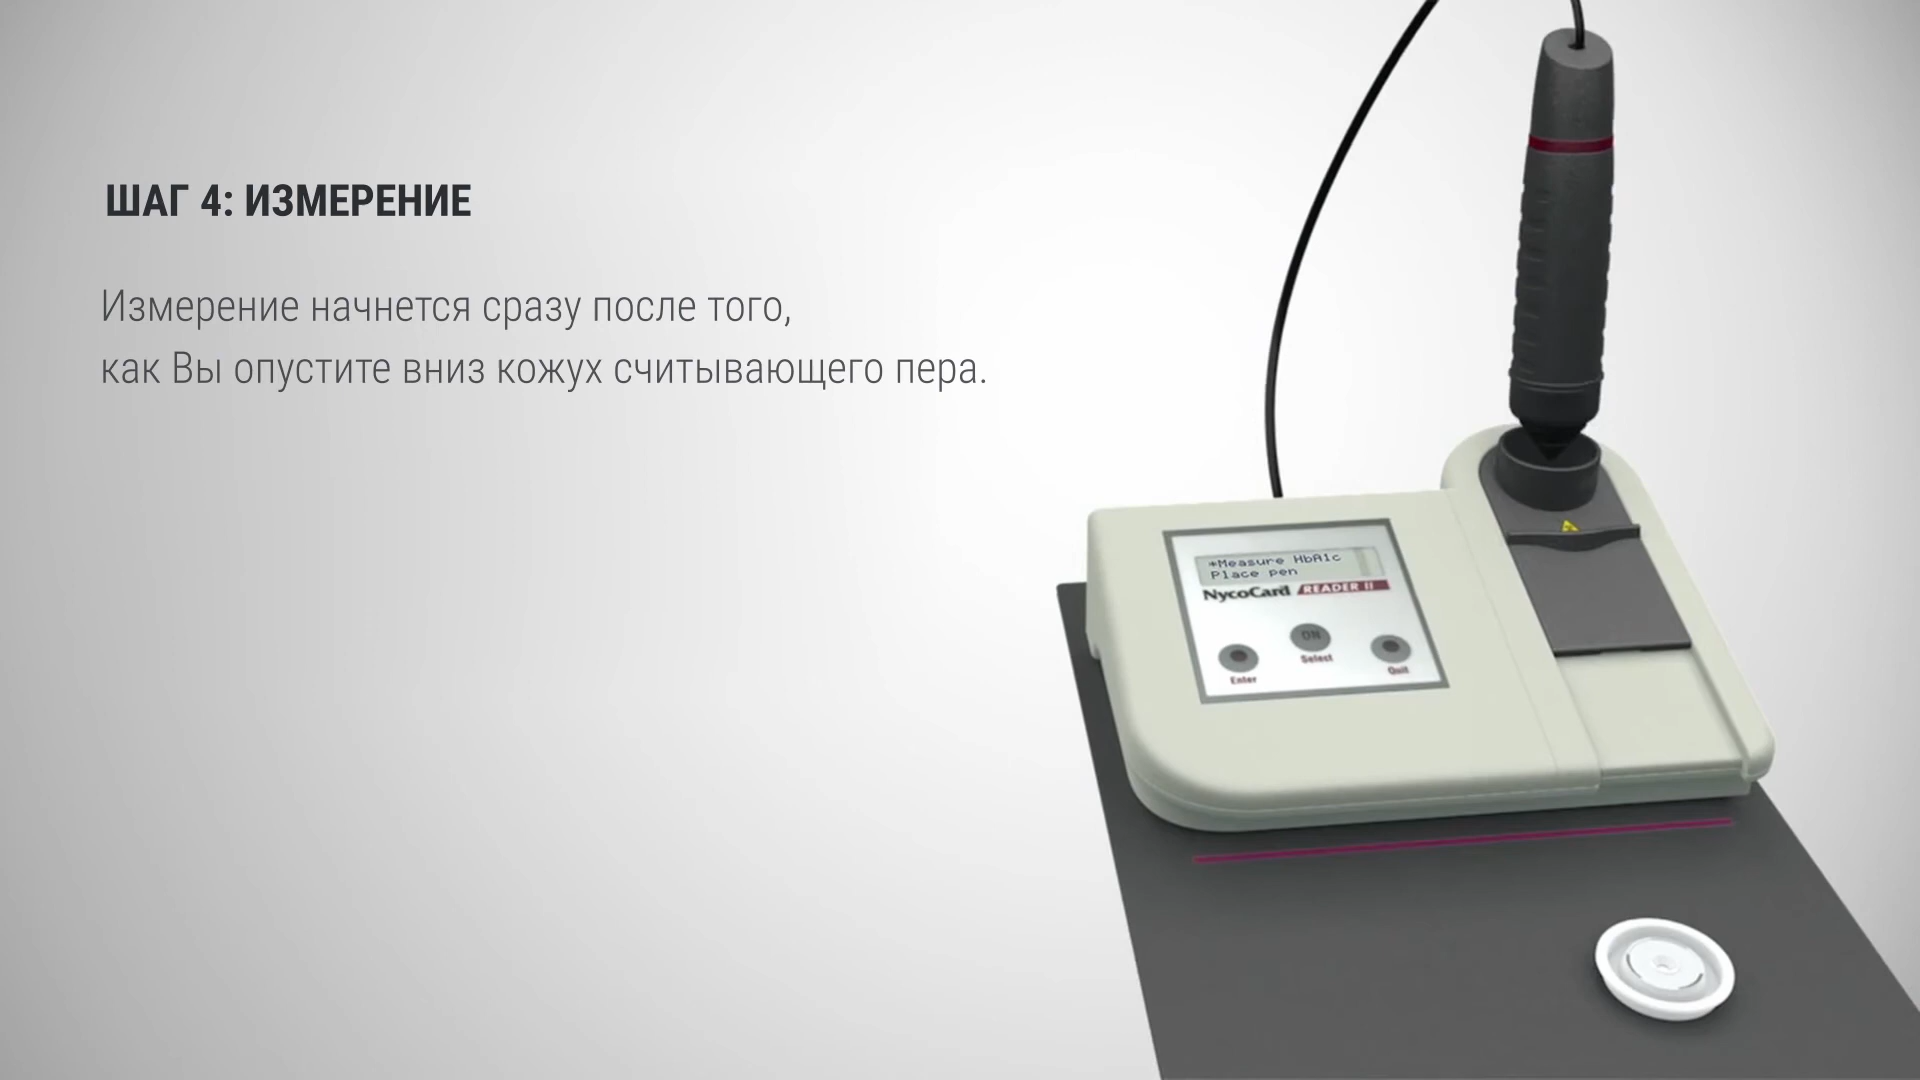 ШАГ 4: ИЗМЕРЕНИЕ
Измерение начнется сразу после того,
как Вы опустите вниз кожух считывающего пера.
*Measure HbA1c
Place pen
NycoCard READER II
ON
Enter
Select
Quit